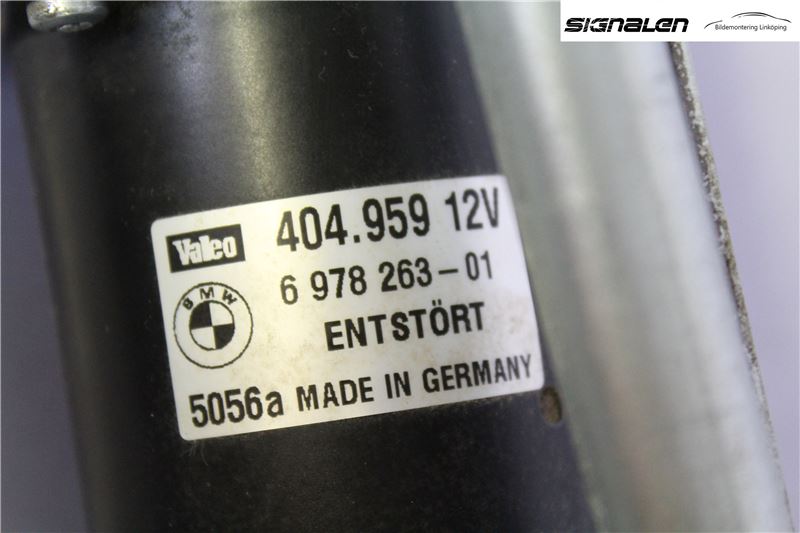 SIGNALEN
Bildemontering Linköping
Valeo 404.959 12V
BMW 6 978 263-01
ENTSTÖRT
5056a MADE IN GERMANY